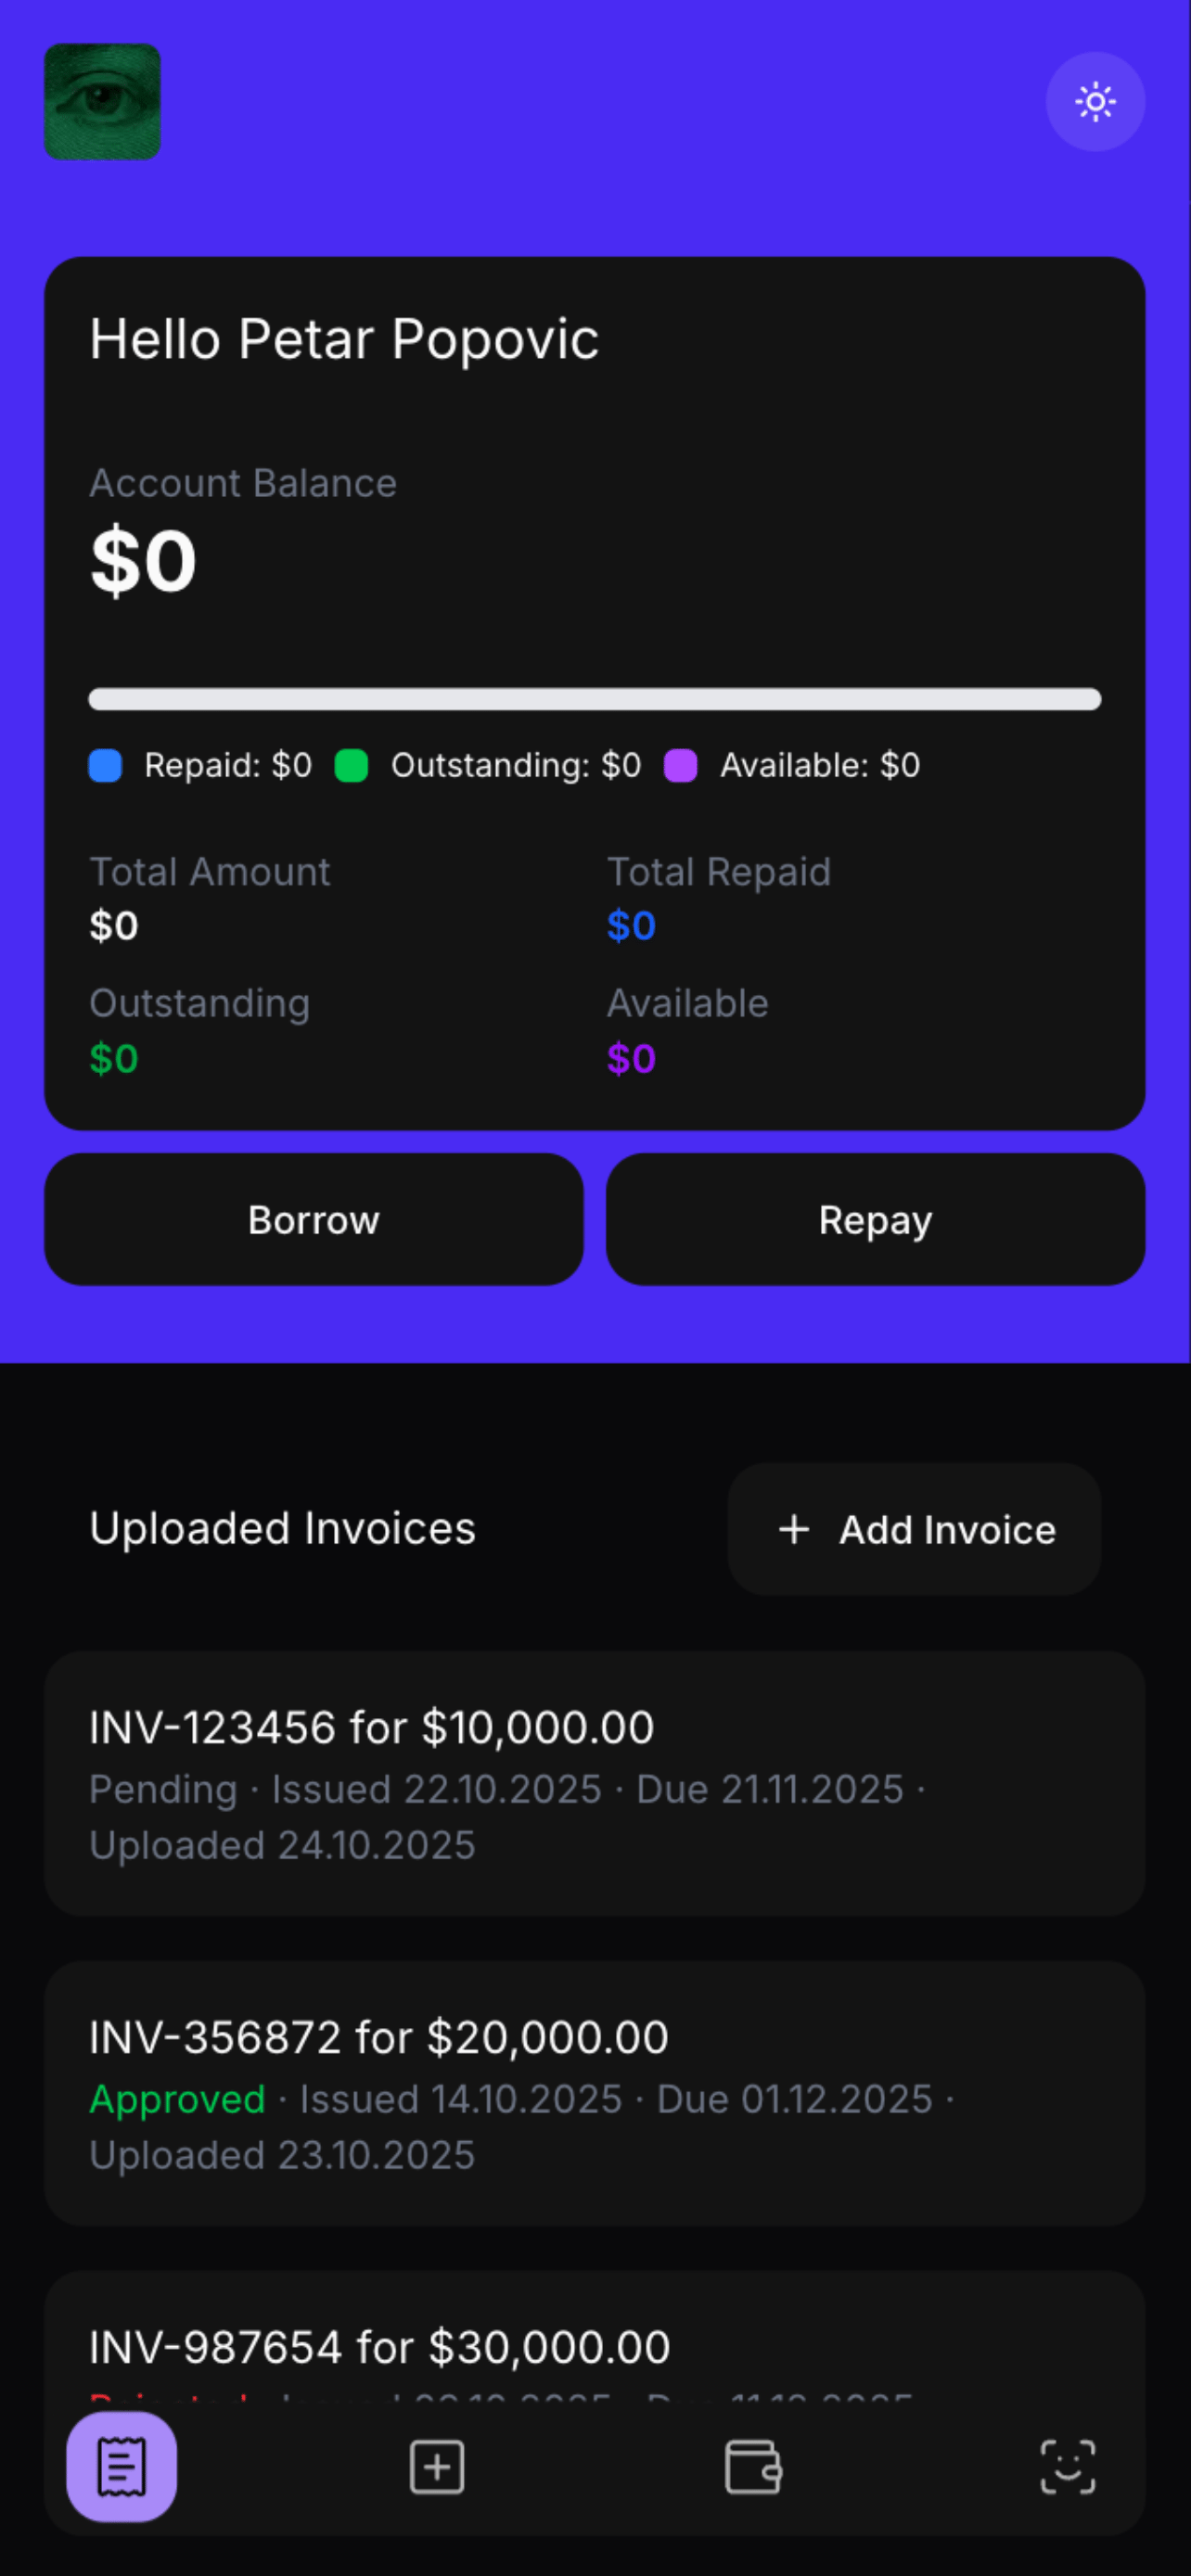 Hello Petar Popovic
Account Balance
$0
Repaid: $0 Outstanding: $0 Available: $0
Total Amount
$0
Total Repaid
$0
Outstanding
$0
Available
$0
Borrow
Repay
Uploaded Invoices
+ Add Invoice
INV-123456 for $10,000.00
Pending · Issued 22.10.2025 · Due 21.11.2025 ·
Uploaded 24.10.2025
INV-356872 for $20,000.00
Approved · Issued 14.10.2025 · Due 01.12.2025 ·
Uploaded 23.10.2025
INV-987654 for $30,000.00
Rejected · Issued